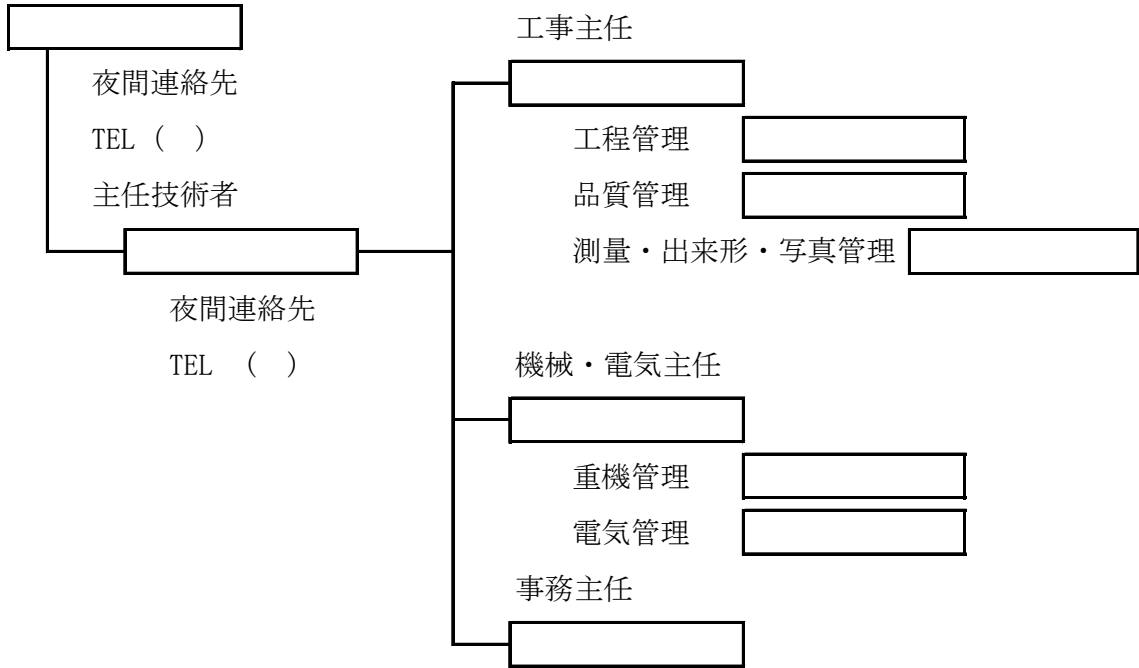 工事主任
夜間連絡先
TEL ( )
工程管理
主任技術者
品質管理
測量・出来形・写真管理
夜間連絡先
TEL ( )
機械・電気主任
重機管理
電気管理
事務主任